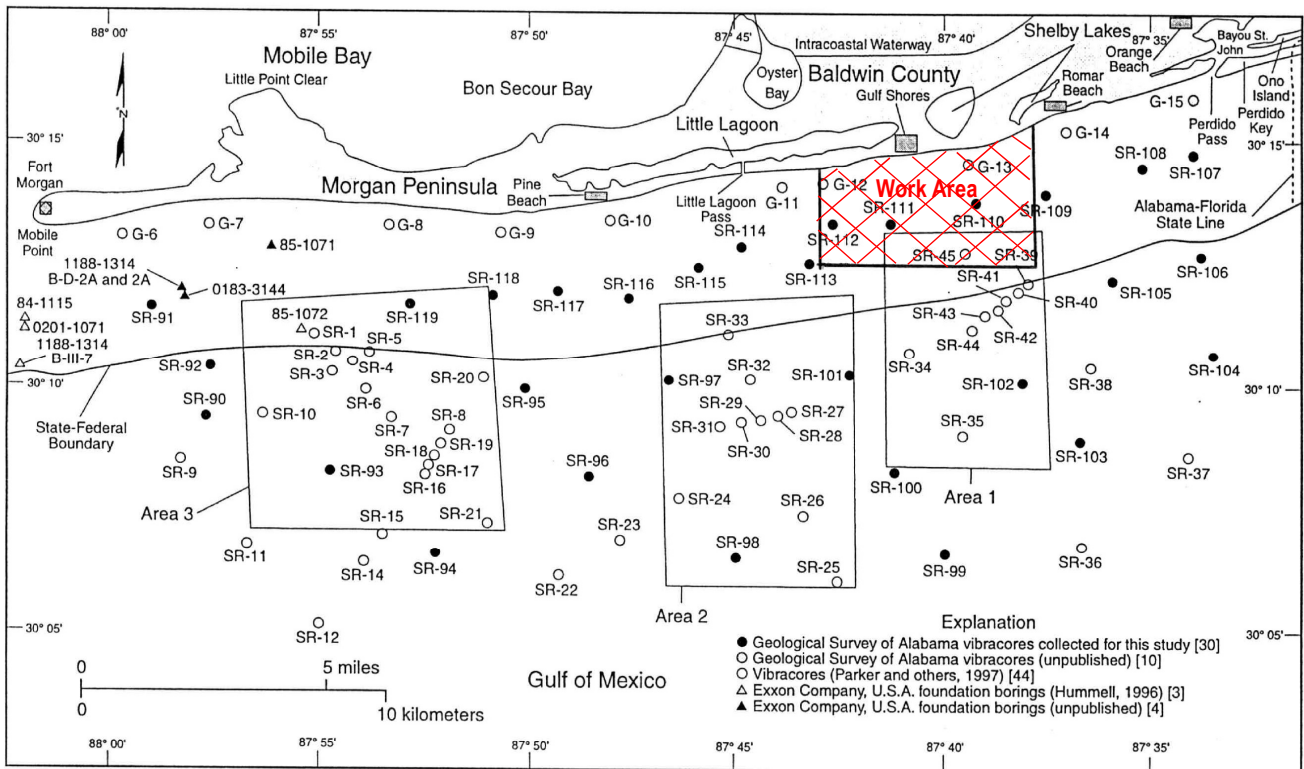 88° 00'
87° 55'
87° 50'
87° 45'
87° 40'
87° 35'
Mobile Bay
Little Point Clear
Bon Secour Bay
Intracoastal Waterway
Oyster
Bay
Baldwin County
Gulf Shores
Shelby Lakes
Orange
Beach
Romar
Beach
Bayou St.
John
Ono
Island
Perdido
Key
Perdido
Pass
N
30° 15'
30° 15'
Fort
Morgan
Mobile
Point
Morgan Peninsula
Pine
Beach
Little Lagoon
Little Lagoon
Pass
Work Area
Alabama-Florida
State Line
G-6
G-7
G-8
G-9
G-10
G-11
G-12
G-13
G-14
G-15
85-1071
1188-1314
B-D-2A and 2A
0183-3144
84-1115
0201-1071
1188-1314
B-III-7
85-1072
SR-91
SR-92
SR-90
SR-9
SR-119
SR-118
SR-117
SR-116
SR-115
SR-114
SR-113
SR-112
SR-111
SR-110
SR-109
SR-108
SR-107
SR-106
SR-105
SR-104
SR-103
SR-1
SR-2
SR-3
SR-4
SR-5
SR-6
SR-7
SR-8
SR-10
SR-20
SR-19
SR-18
SR-17
SR-16
SR-93
SR-15
SR-21
Area 3
SR-11
SR-14
SR-94
SR-12
SR-95
SR-96
SR-23
SR-22
SR-33
SR-32
SR-97
SR-101
SR-29
SR-27
SR-28
SR-31
SR-30
SR-24
SR-26
SR-98
SR-25
Area 2
SR-45
SR-39
SR-41
SR-40
SR-43
SR-42
SR-44
SR-34
SR-102
SR-35
SR-38
SR-37
SR-36
SR-100
SR-99
Area 1
30° 10'
30° 10'
State-Federal
Boundary
30° 05'
30° 05'
Gulf of Mexico
0
5 miles
0
10 kilometers
Explanation
Geological Survey of Alabama vibracores collected for this study [30]
Geological Survey of Alabama vibracores (unpublished) [10]
Vibracores (Parker and others, 1997) [44]
Exxon Company, U.S.A. foundation borings (Hummell, 1996) [3]
Exxon Company, U.S.A. foundation borings (unpublished) [4]
88° 00'
87° 55'
87° 50'
87° 45'
87° 40'
87° 35'